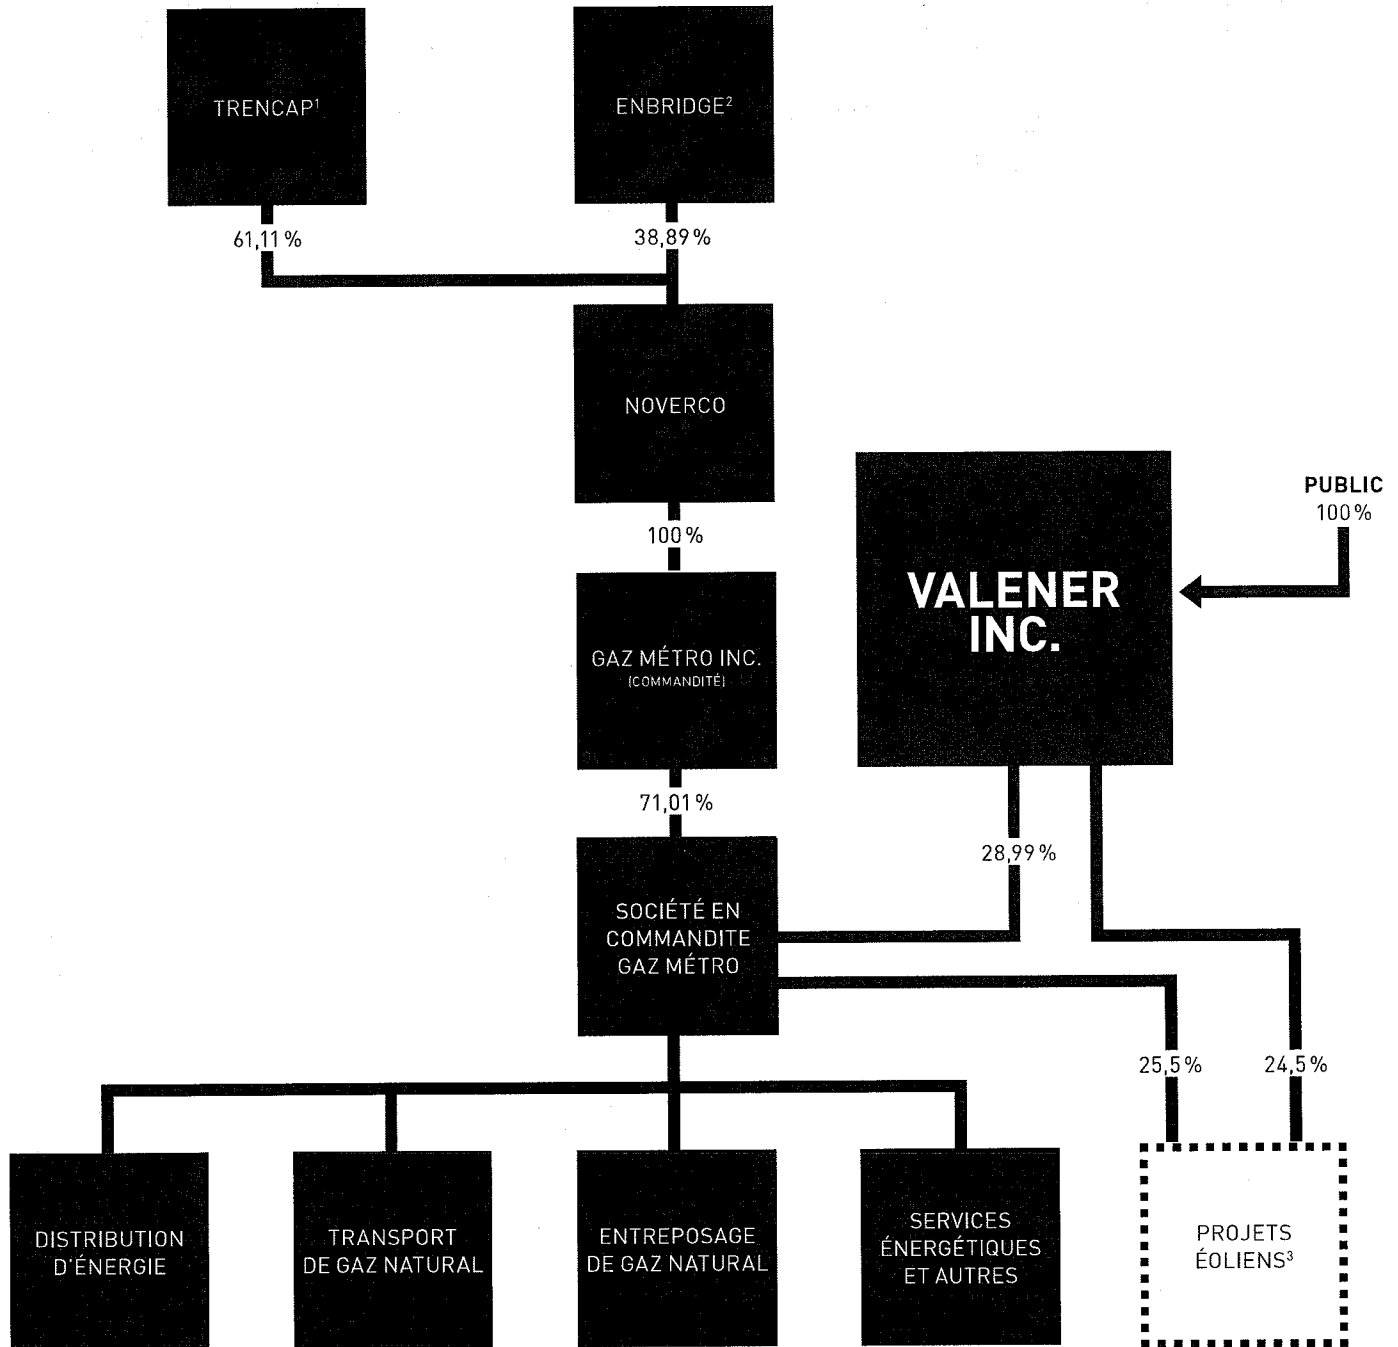 TRENCAP¹
ENBRIDGE²
61,11 %
38,89 %
NOVERCO
PUBLIC
100 %
100 %
VALENER
INC.
GAZ MÉTRO INC.
(COMMANDITÉ)
71,01 %
28,99 %
SOCIÉTÉ EN
COMMANDITE
GAZ MÉTRO
25,5 %
24,5 %
DISTRIBUTION
D'ÉNERGIE
TRANSPORT
DE GAZ NATURAL
ENTREPOSAGE
DE GAZ NATURAL
SERVICES
ÉNERGÉTIQUES
ET AUTRES
PROJETS
ÉOLIENS³